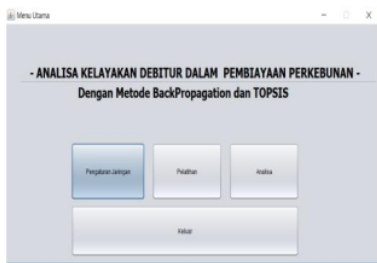 Menu Utama
- ANALISA KELAYAKAN DEBITUR DALAM PEMBIAYAAN PERKEBUNAN -
Dengan Metode BackPropagation dan TOPSIS
Pengaturan Jaringan
Pelatihan
Analisa
Keluar